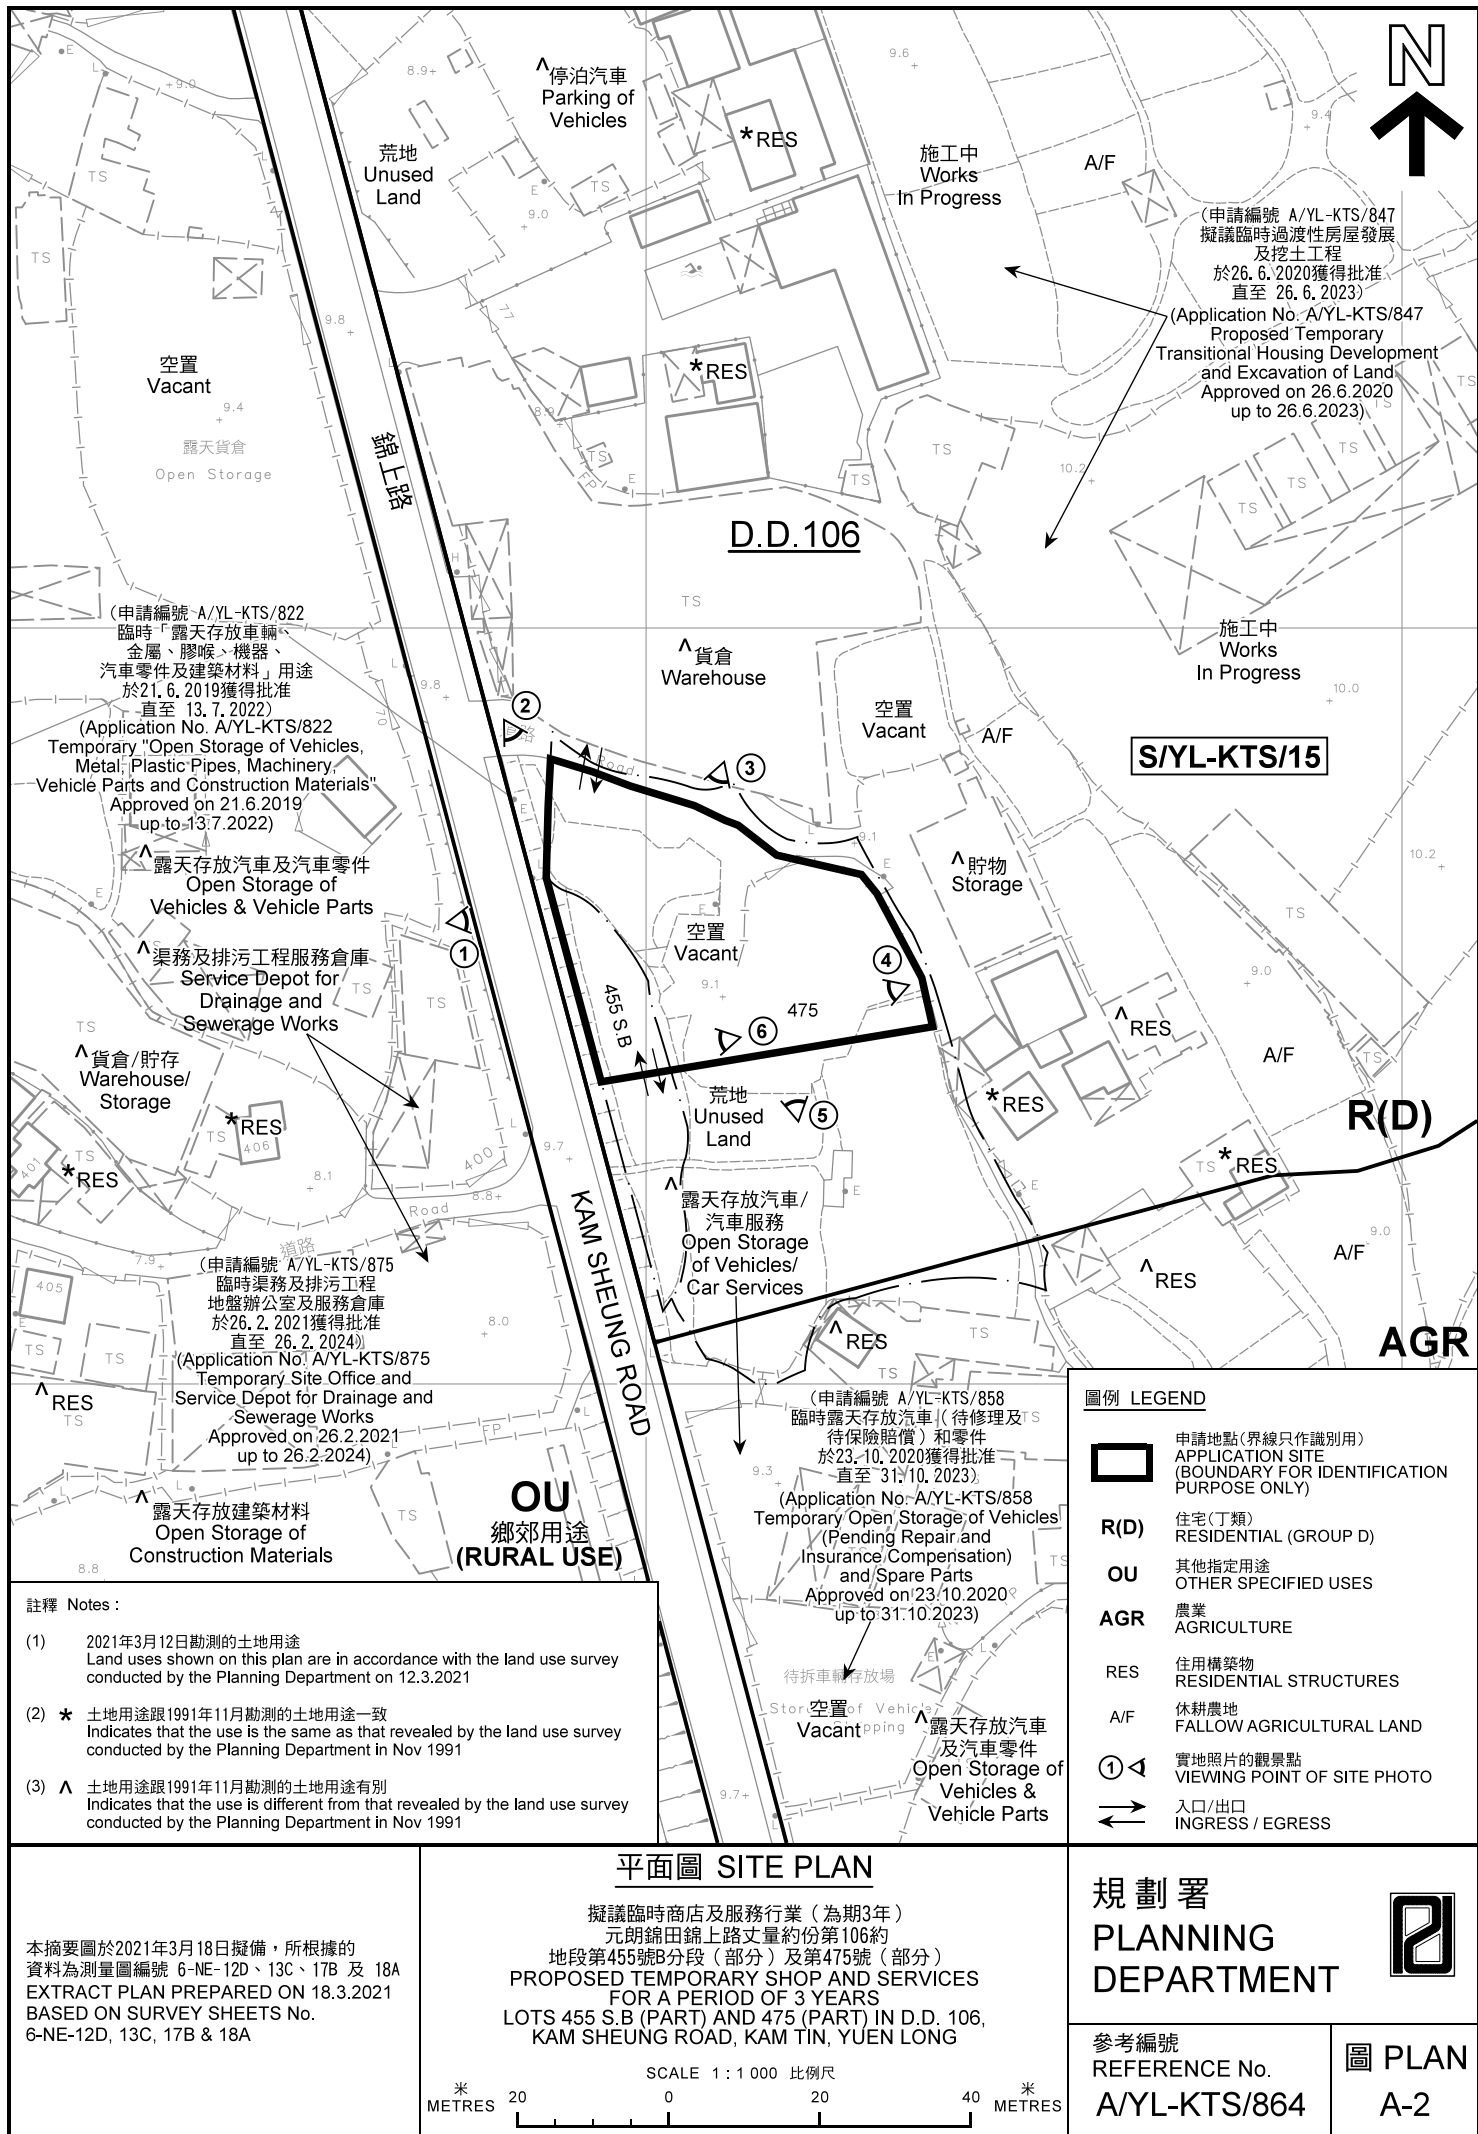 ^停泊汽車
Parking of
Vehicles
荒地
Unused
Land
*RES
施工中
Works
In Progress
A/F
N
(申請編號 A/YL-KTS/847
擬議臨時過渡性房屋發展
及挖土工程
於26.6.2020獲得批准
直至 26.6.2023)
(Application No. A/YL-KTS/847
Proposed Temporary
Transitional Housing Development
and Excavation of Land
Approved on 26.6.2020
up to 26.6.2023)
空置
Vacant
9.4
露天貨倉
Open Storage
*RES
錦上路
D.D.106
(申請編號 A/YL-KTS/822
臨時「露天存放車輛、
金屬、膠喉、機器、
汽車零件及建築材料」用途
於21.6.2019獲得批准
直至 13.7.2022)
(Application No. A/YL-KTS/822
Temporary "Open Storage of Vehicles,
Metal, Plastic Pipes, Machinery,
Vehicle Parts and Construction Materials"
Approved on 21.6.2019
up to 13.7.2022)
^貨倉
Warehouse
空置
Vacant
A/F
施工中
Works
In Progress
S/YL-KTS/15
2
3
道路
Road
^露天存放汽車及汽車零件
Open Storage of
Vehicles & Vehicle Parts
^渠務及排污工程服務倉庫
Service Depot for
Drainage and
Sewerage Works
1
空置
Vacant
4
9.1
475
455 S.B
6
^貯物
Storage
^RES
A/F
*RES
R(D)
^貨倉/貯存
Warehouse/
Storage
*RES
406
*RES
401
荒地
Unused
Land
5
*RES
KAM SHEUNG ROAD
^露天存放汽車/
汽車服務
Open Storage
of Vehicles/
Car Services
道路
Road
(申請編號 A/YL-KTS/875
臨時渠務及排污工程
地盤辦公室及服務倉庫
於26.2.2021獲得批准
直至 26.2.2024)
(Application No. A/YL-KTS/875
Temporary Site Office and
Service Depot for Drainage and
Sewerage Works
Approved on 26.2.2021
up to 26.2.2024)
405
^RES
^RES
^RES
A/F
AGR
^露天存放建築材料
Open Storage of
Construction Materials
OU
鄉郊用途
(RURAL USE)
(申請編號 A/YL-KTS/858
臨時露天存放汽車（待修理及
待保險賠償）和零件
於23.10.2020獲得批准
直至 31.10.2023)
(Application No. A/YL-KTS/858
Temporary Open Storage of Vehicles
(Pending Repair and
Insurance Compensation)
and Spare Parts
Approved on 23.10.2020
up to 31.10.2023)
空置
Vacant
^露天存放汽車
及汽車零件
Open Storage of
Vehicles &
Vehicle Parts
圖例 LEGEND
申請地點(界線只作識別用)
APPLICATION SITE
(BOUNDARY FOR IDENTIFICATION
PURPOSE ONLY)
R(D) 住宅(丁類)
RESIDENTIAL (GROUP D)
OU 其他指定用途
OTHER SPECIFIED USES
AGR 農業
AGRICULTURE
RES 住用構築物
RESIDENTIAL STRUCTURES
A/F 休耕農地
FALLOW AGRICULTURAL LAND
1 實地照片的觀景點
VIEWING POINT OF SITE PHOTO
入口/出口
INGRESS / EGRESS
註釋 Notes :
(1) 2021年3月12日勘測的土地用途
Land uses shown on this plan are in accordance with the land use survey
conducted by the Planning Department on 12.3.2021
(2) * 土地用途跟1991年11月勘測的土地用途一致
Indicates that the use is the same as that revealed by the land use survey
conducted by the Planning Department in Nov 1991
(3) ^ 土地用途跟1991年11月勘測的土地用途有別
Indicates that the use is different from that revealed by the land use survey
conducted by the Planning Department in Nov 1991
本摘要圖於2021年3月18日擬備，所根據的
資料為測量圖編號 6-NE-12D、13C、17B 及 18A
EXTRACT PLAN PREPARED ON 18.3.2021
BASED ON SURVEY SHEETS No.
6-NE-12D, 13C, 17B & 18A
平面圖 SITE PLAN
擬議臨時商店及服務行業（為期3年）
元朗錦田錦上路丈量約份第106約
地段第455號B分段（部分）及第475號（部分）
PROPOSED TEMPORARY SHOP AND SERVICES
FOR A PERIOD OF 3 YEARS
LOTS 455 S.B (PART) AND 475 (PART) IN D.D. 106,
KAM SHEUNG ROAD, KAM TIN, YUEN LONG
SCALE 1 : 1 000 比例尺
米
METRES 20 0 20 40 米
METRES
規劃署
PLANNING
DEPARTMENT
參考編號
REFERENCE No.
A/YL-KTS/864
圖 PLAN
A-2